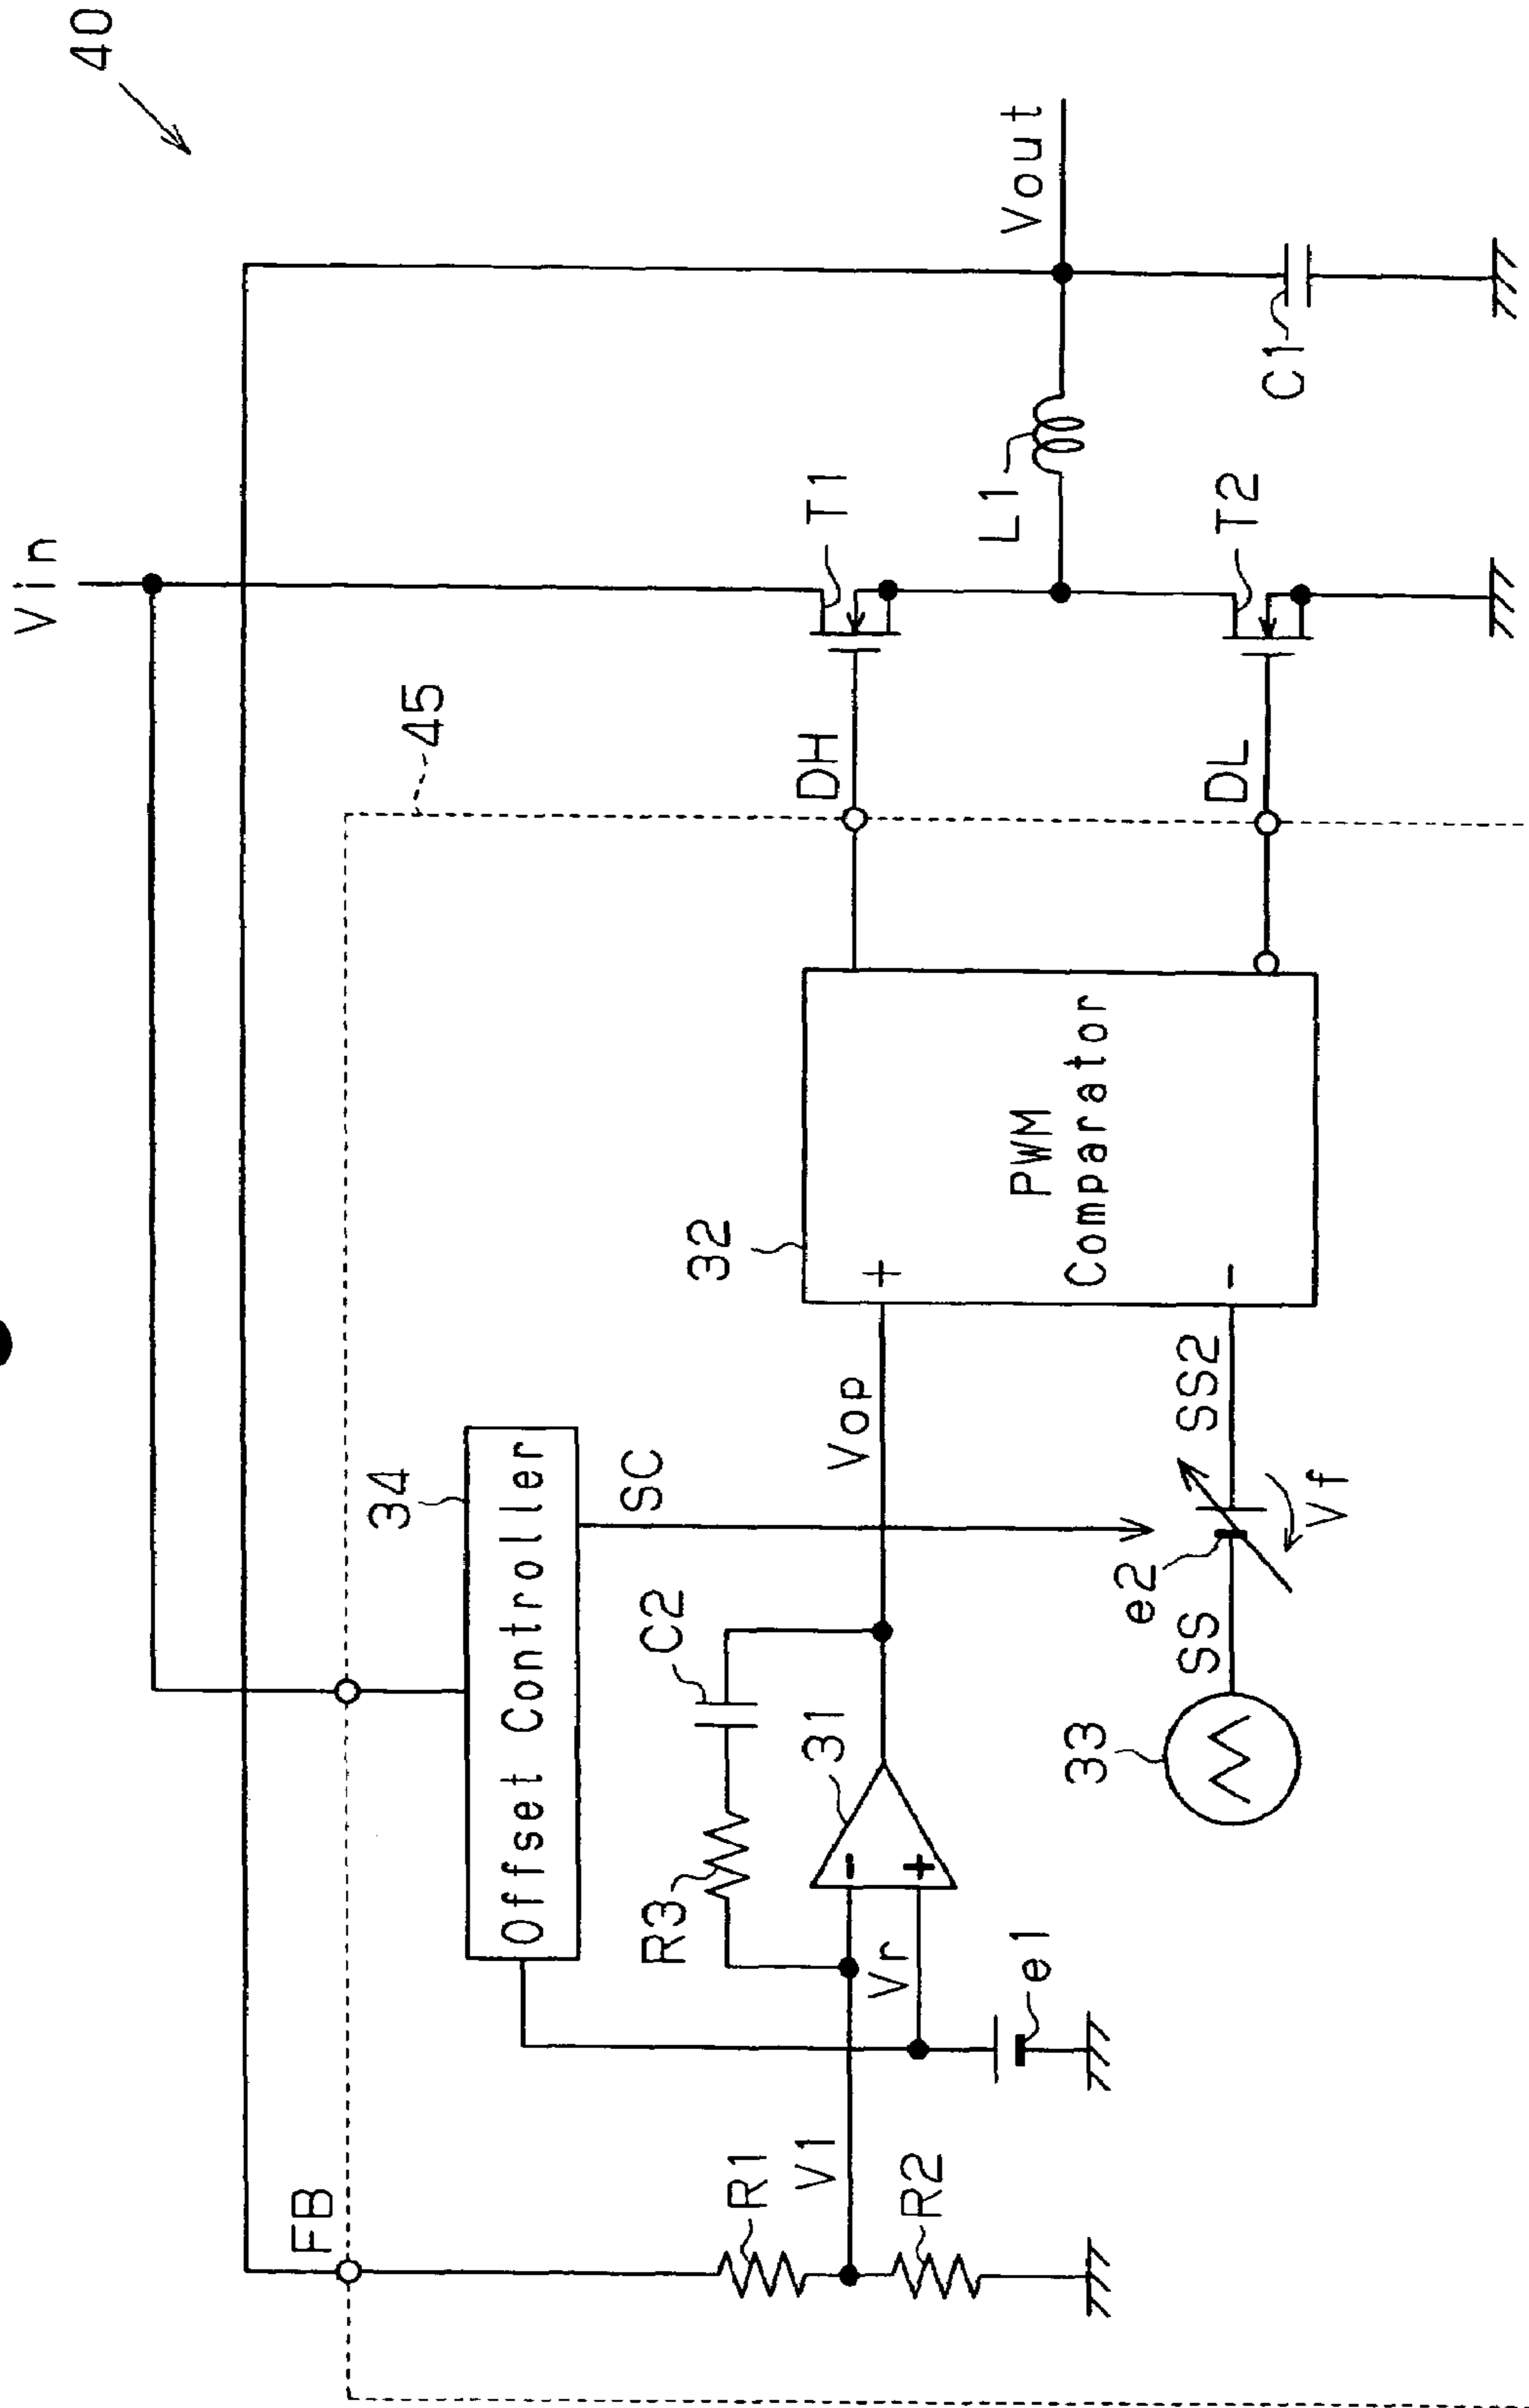 40
Vin
45
FB
34
Offset Controller
SC
R1
V1
R2
R3
C2
31
Vr
e1
Vop
32
+
-
PWM
Comparator
DH
T1
L1
Vout
-
+
33
SS
e2
SS2
Vf
DL
T2
C1